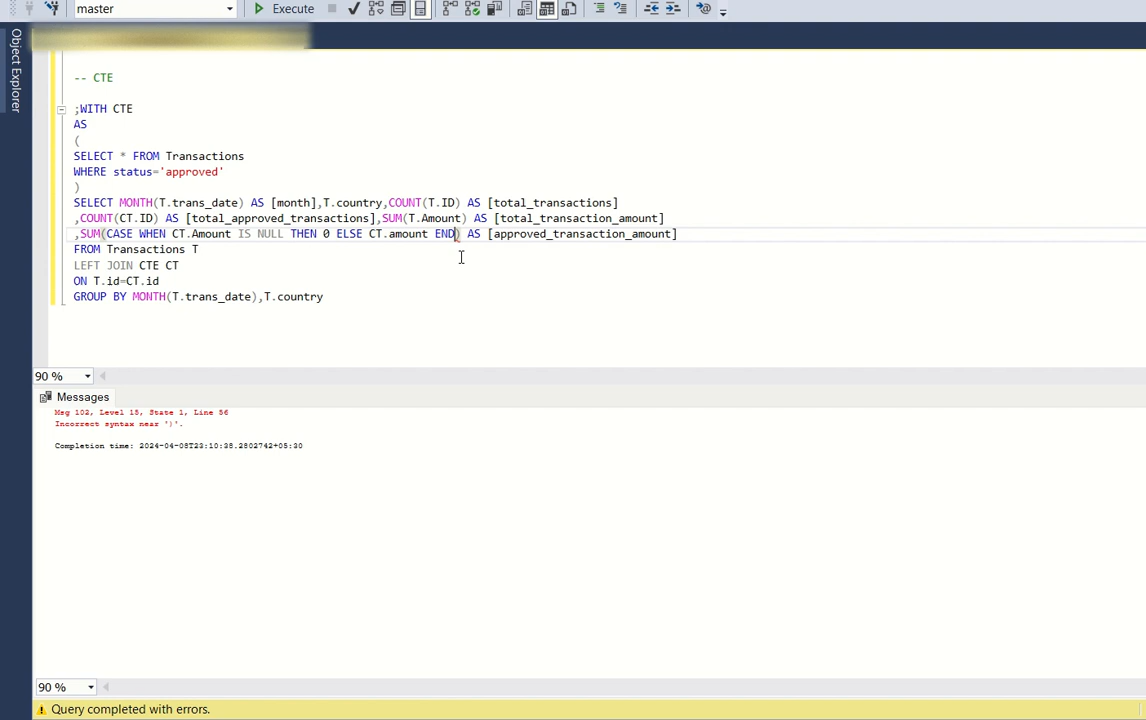 master
Execute
Object Explorer
-- CTE
;WITH CTE
AS
(
SELECT * FROM Transactions
WHERE status='approved'
)
SELECT MONTH(T.trans_date) AS [month],T.country,COUNT(T.ID) AS [total_transactions]
,COUNT(CT.ID) AS [total_approved_transactions],SUM(T.Amount) AS [total_transaction_amount]
,SUM(CASE WHEN CT.Amount IS NULL THEN 0 ELSE CT.amount END) AS [approved_transaction_amount]
FROM Transactions T
LEFT JOIN CTE CT
ON T.id=CT.id
GROUP BY MONTH(T.trans_date),T.country
90 %
Messages
Msg 102, Level 15, State 1, Line 56
Incorrect syntax near ')'.
Completion time: 2024-04-08T23:10:38.2802742+05:30
90 %
Query completed with errors.